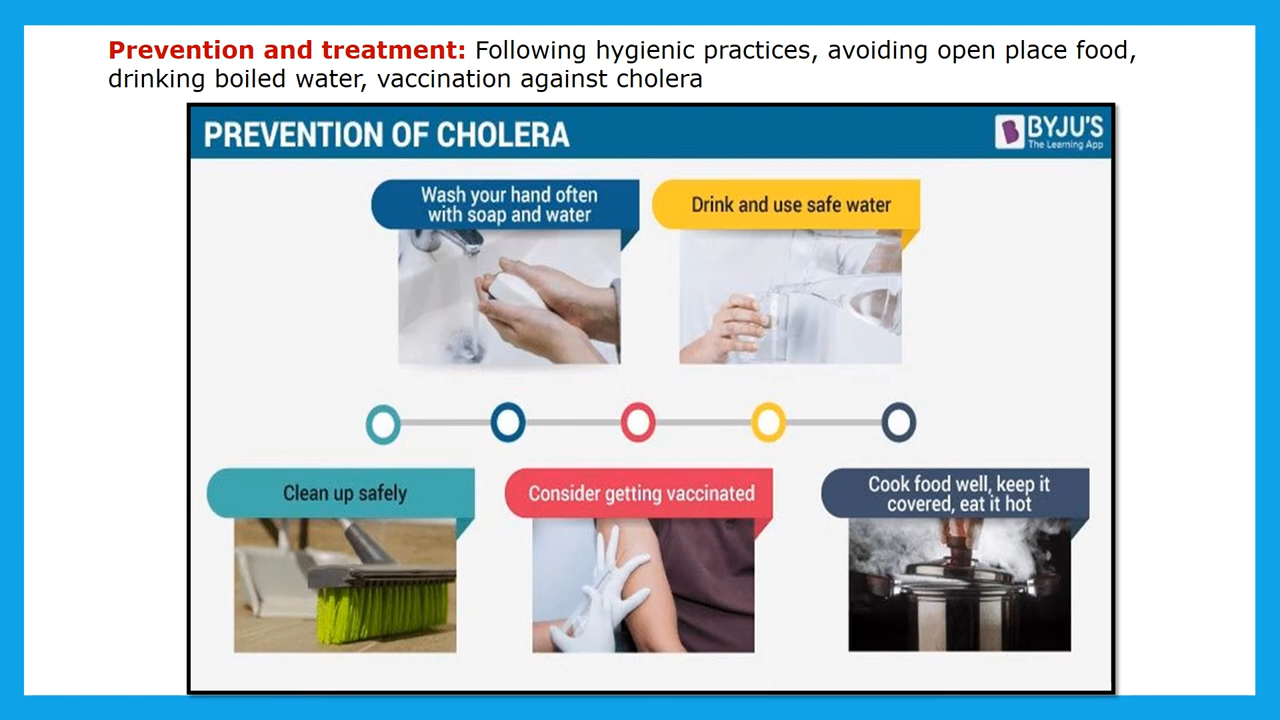 Prevention and treatment: Following hygienic practices, avoiding open place food,
drinking boiled water, vaccination against cholera
PREVENTION OF CHOLERA
BYJU'S
The Learning App
Wash your hand often
with soap and water
Drink and use safe water
Clean up safely
Consider getting vaccinated
Cook food well, keep it
covered, eat it hot